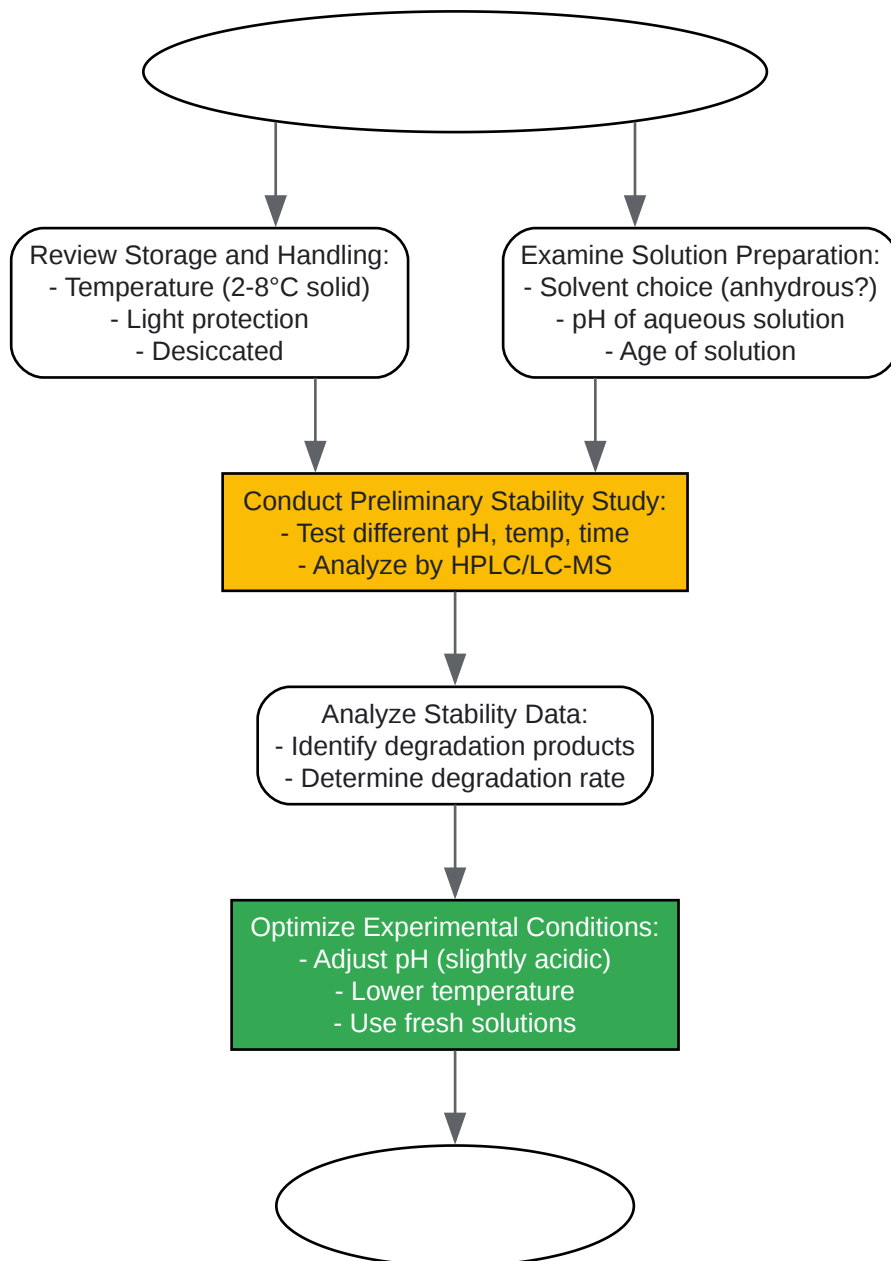 Review Storage and Handling:
- Temperature (2-8°C solid)
- Light protection
- Desiccated
Examine Solution Preparation:
- Solvent choice (anhydrous?)
- pH of aqueous solution
- Age of solution
Conduct Preliminary Stability Study:
- Test different pH, temp, time
- Analyze by HPLC/LC-MS
Analyze Stability Data:
- Identify degradation products
- Determine degradation rate
Optimize Experimental Conditions:
- Adjust pH (slightly acidic)
- Lower temperature
- Use fresh solutions